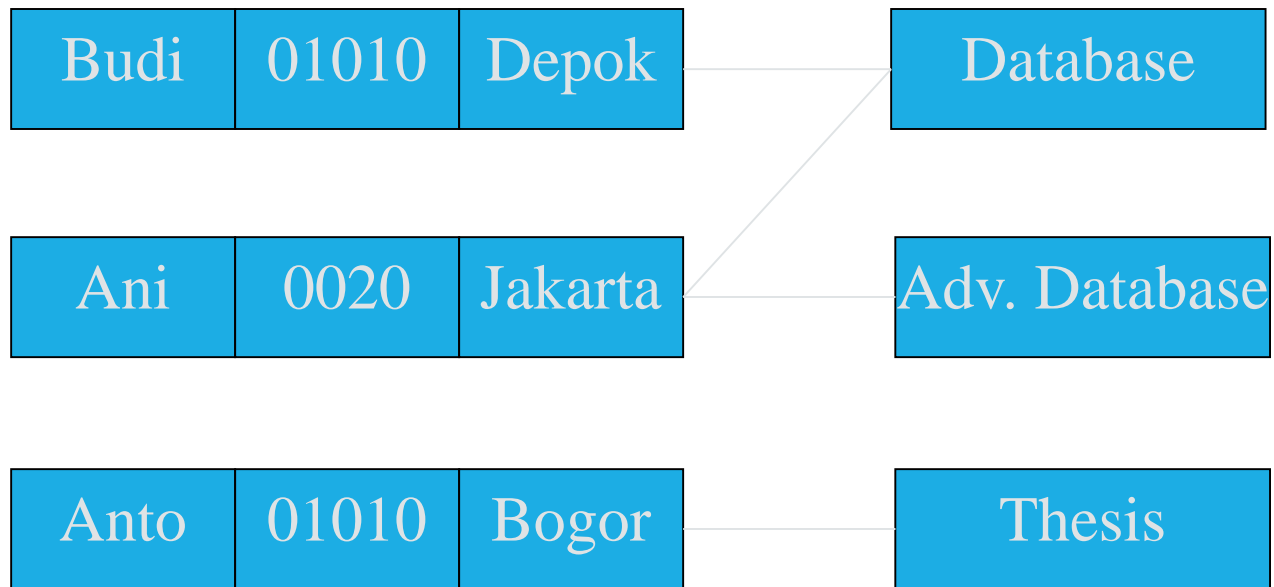 Budi 01010 Depok Database
Ani 0020 Jakarta Adv. Database
Anto 01010 Bogor Thesis